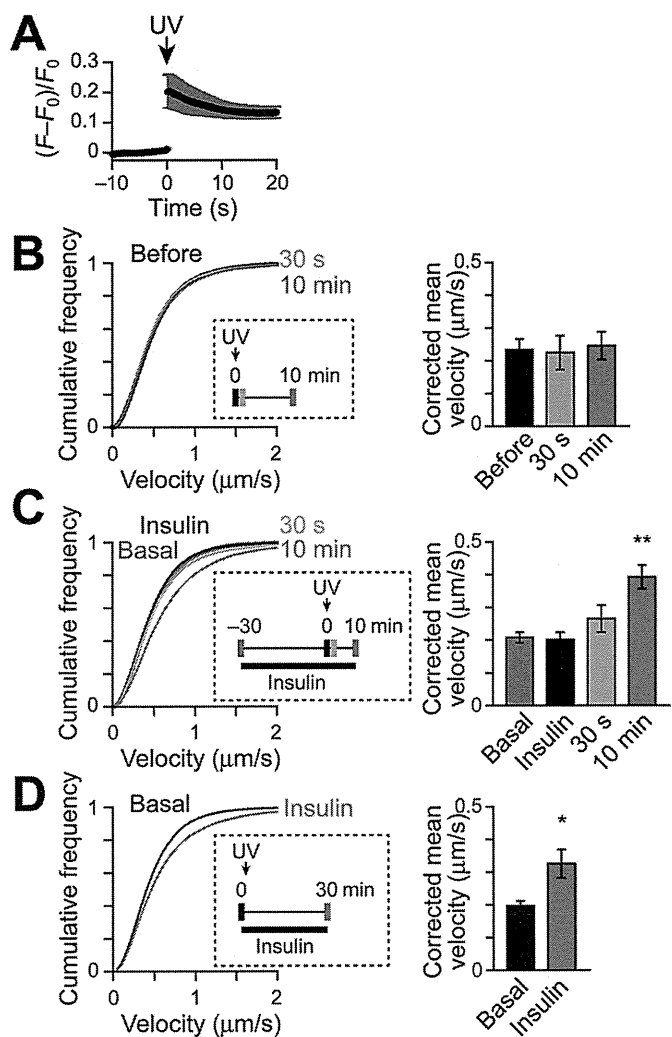 A
UV
(F–F0)/F0
0.3
0.2
0.1
0
–10
0
10
20
Time (s)
B
Cumulative frequency
1
0
Before
30 s
10 min
UV
0
10 min
0
1
2
Velocity (μm/s)
Corrected mean
velocity (μm/s)
0.5
0
Before
30 s
10 min
C
Cumulative frequency
1
0
Insulin
Basal
30 s
10 min
UV
–30
0
10 min
Insulin
0
1
2
Velocity (μm/s)
Corrected mean
velocity (μm/s)
0.5
0
**
Basal
Insulin
30 s
10 min
D
Cumulative frequency
1
0
Basal
Insulin
UV
0
30 min
Insulin
0
1
2
Velocity (μm/s)
Corrected mean
velocity (μm/s)
0.5
0
*
Basal
Insulin